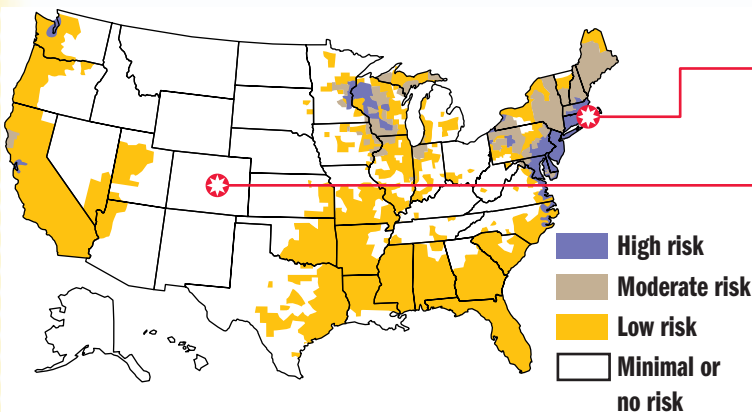 High risk
Moderate risk
Low risk
Minimal or
no risk